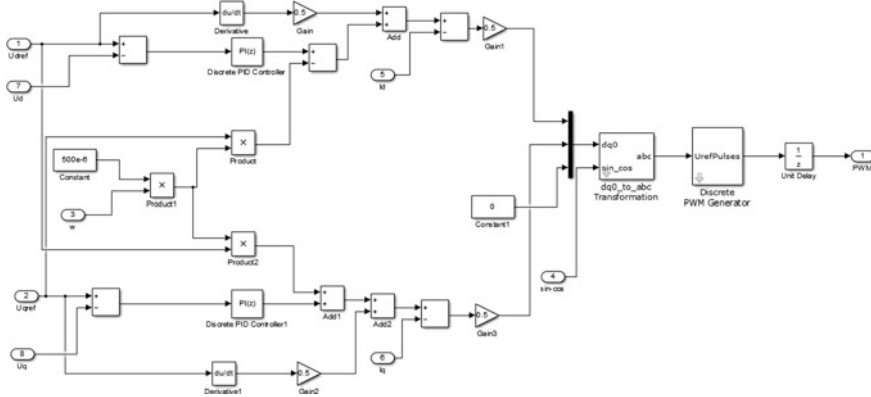 du/dt
Derivative
0.5
Gain
+
+
Add
+
−
0.5
Gain1
1
Udref
+
−
PI(z)
Discrete PID Controller
+
−
7
Ud
5
Id
×
Product
500e-6
Constant
×
Product1
3
w
×
Product2
0
Constant1
dq0
abc
sin_cos
dq0_to_abc
Transformation
UrefPulses
Discrete
PWM Generator
1
z
Unit Delay
1
PWM
4
sin-cos
2
Uqref
+
−
PI(z)
Discrete PID Controller1
+
+
Add1
+
+
Add2
+
−
0.5
Gain3
8
Uq
6
Iq
du/dt
Derivative1
0.5
Gain2